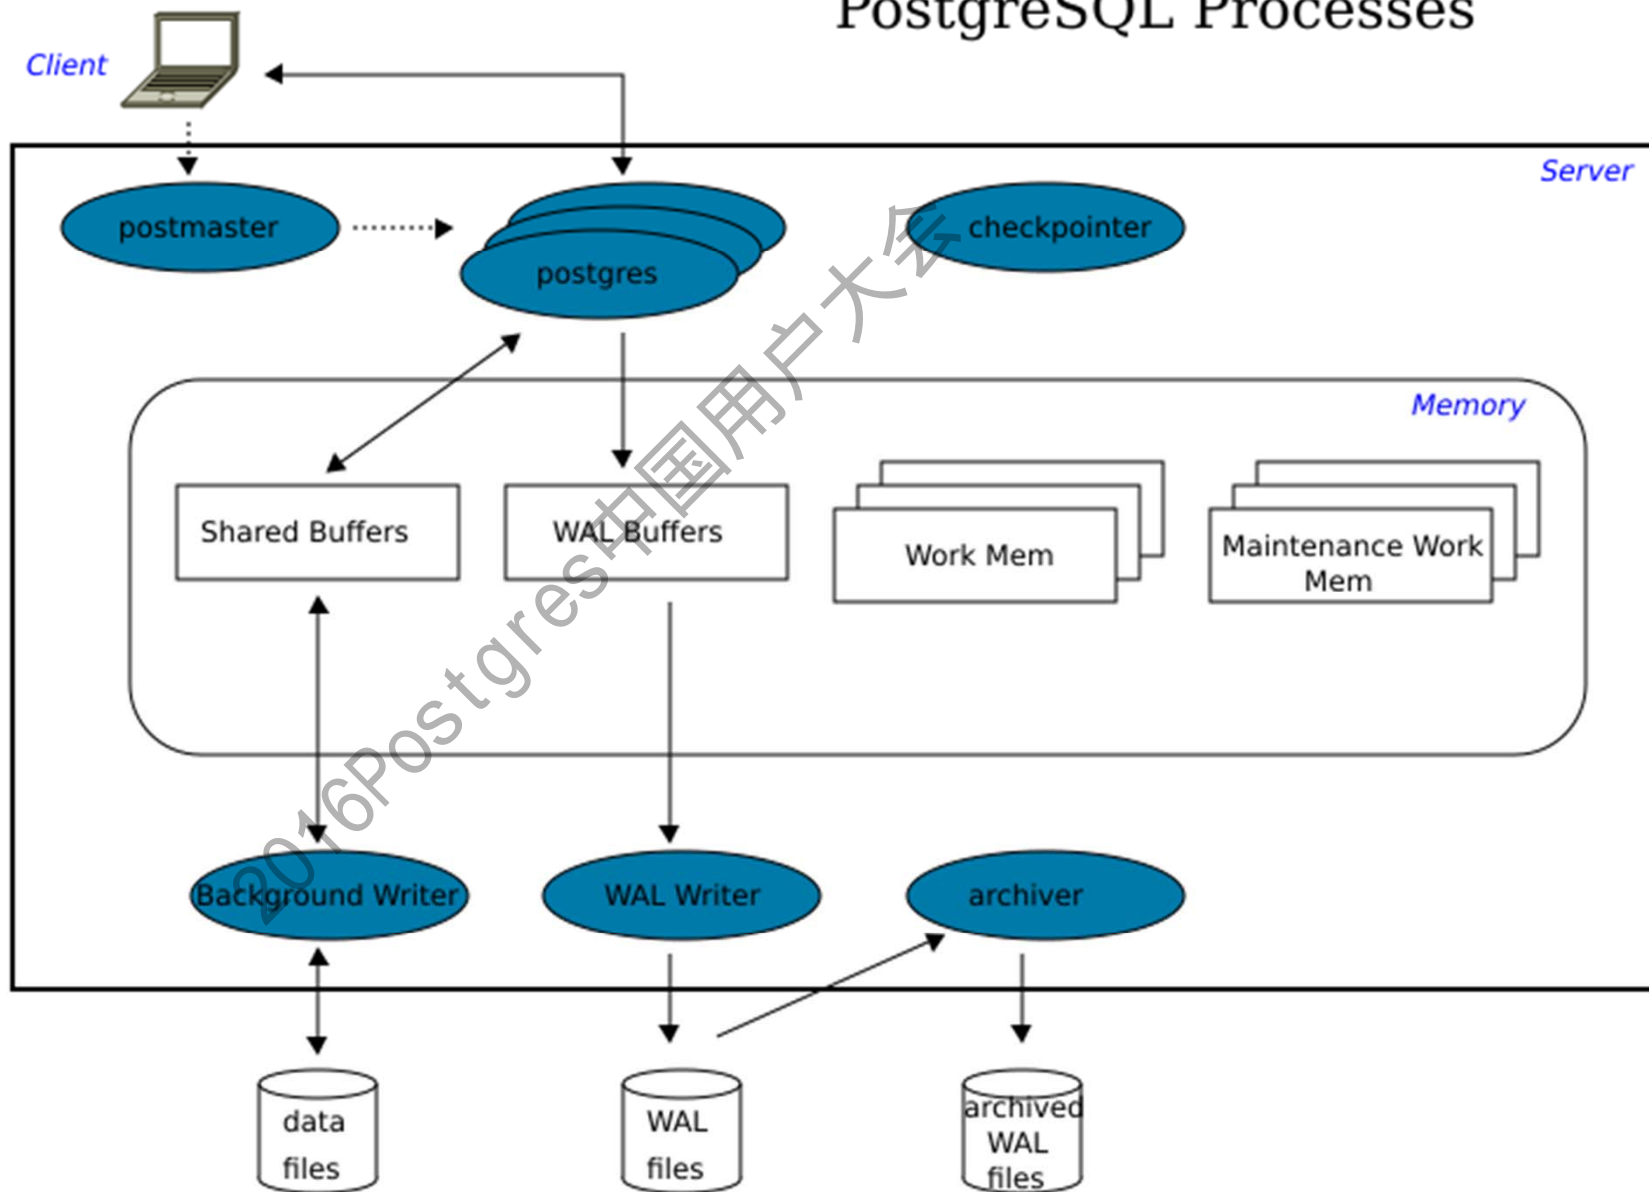 PostgreSQL Processes
Client
Server
postmaster
postgres
checkpointer
Memory
Shared Buffers
WAL Buffers
Work Mem
Maintenance Work
Mem
2016Postgres中国用户大会
Background Writer
WAL Writer
archiver
data
files
WAL
files
archived
WAL
files